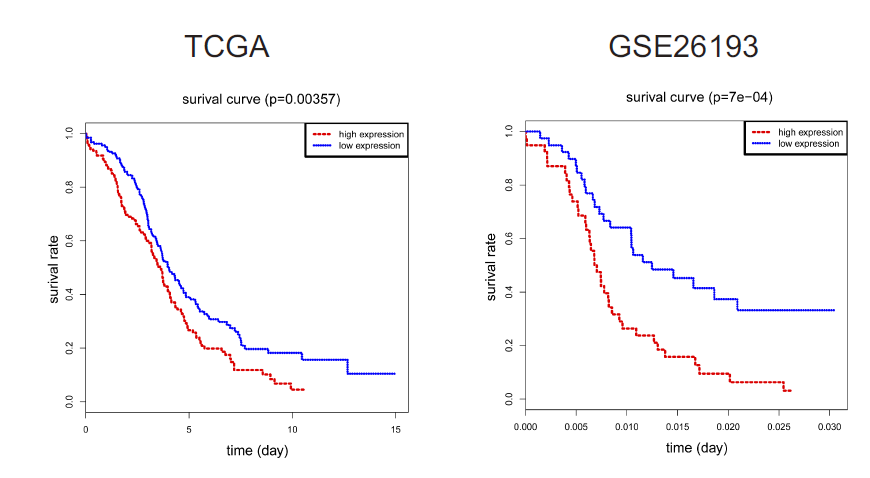 TCGA
GSE26193
surival curve (p=0.00357)
high expression
low expression
surival rate
1.0
0.8
0.6
0.4
0.2
0.0
0
5
10
15
time (day)
surival curve (p=7e−04)
high expression
low expression
surival rate
1.0
0.8
0.6
0.4
0.2
0.0
0.000
0.005
0.010
0.015
0.020
0.025
0.030
time (day)